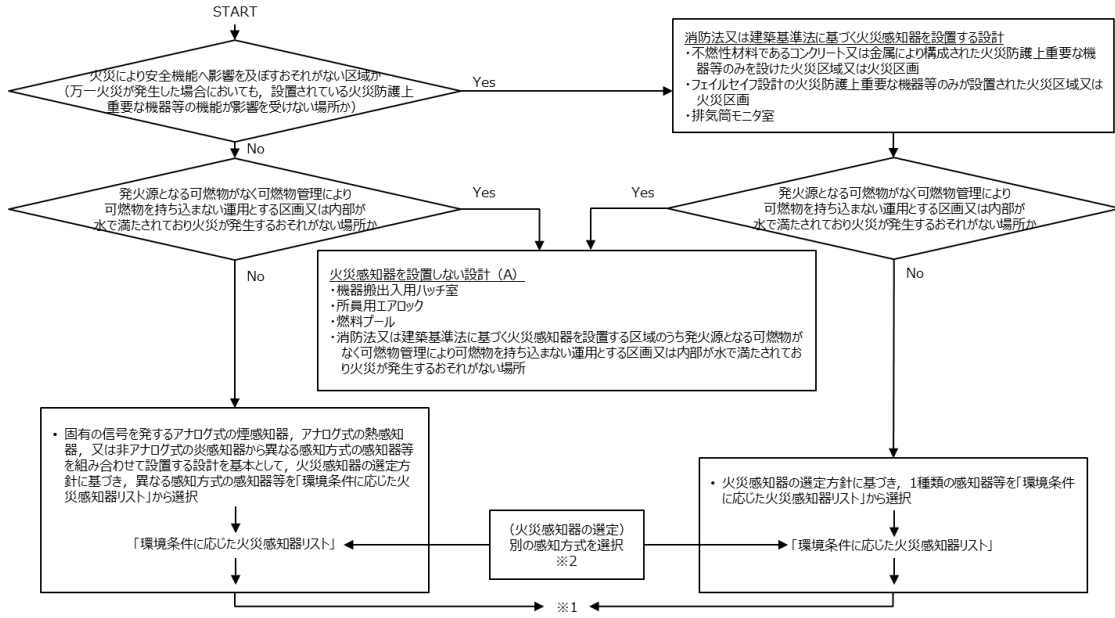 START
火災により安全機能へ影響を及ぼすおそれがない区域か
（万一火災が発生した場合においても，設置されている火災防護上
重要な機器等の機能が影響を受けない場所か）
Yes
消防法又は建築基準法に基づく火災感知器を設置する設計
・不燃性材料であるコンクリート又は金属により構成された火災防護上重要な機
器等のみを設けた火災区域又は火災区画
・フェイルセイフ設計の火災防護上重要な機器等のみが設置された火災区域又は
火災区画
・排気筒モニタ室
No
発火源となる可燃物がなく可燃物管理により
可燃物を持ち込まない運用とする区画又は内部が
水で満たされており火災が発生するおそれがない場所か
Yes
Yes
発火源となる可燃物がなく可燃物管理により
可燃物を持ち込まない運用とする区画又は内部が
水で満たされており火災が発生するおそれがない場所か
No
No
火災感知器を設置しない設計（A）
・機器搬出入用ハッチ室
・所員用エアロック
・燃料プール
・消防法又は建築基準法に基づく火災感知器を設置する区域のうち発火源となる可燃物が
なく可燃物管理により可燃物を持ち込まない運用とする区画又は内部が水で満たされてお
り火災が発生するおそれがない場所
• 固有の信号を発するアナログ式の煙感知器，アナログ式の熱感知
器，又は非アナログ式の炎感知器から異なる感知方式の感知器等
を組み合わせて設置する設計を基本として，火災感知器の選定方
針に基づき，異なる感知方式の感知器等を「環境条件に応じた火
災感知器リスト」から選択
「環境条件に応じた火災感知器リスト」
（火災感知器の選定）
別の感知方式を選択
※2
• 火災感知器の選定方針に基づき，1種類の感知器等を「環境条件
に応じた火災感知器リスト」から選択
「環境条件に応じた火災感知器リスト」
※1